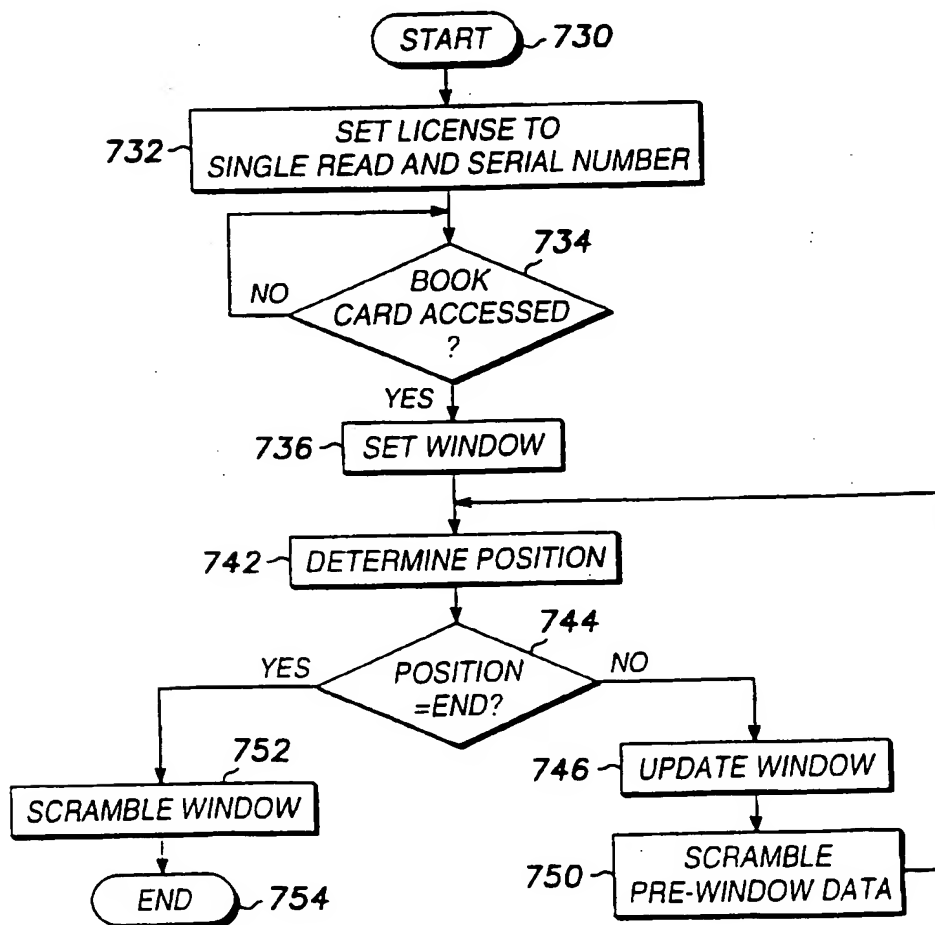 START
730
732
SET LICENSE TO
SINGLE READ AND SERIAL NUMBER
734
BOOK
CARD ACCESSED
?
NO
YES
736
SET WINDOW
742
DETERMINE POSITION
744
POSITION
=END?
YES
NO
752
SCRAMBLE WINDOW
746
UPDATE WINDOW
750
SCRAMBLE
PRE-WINDOW DATA
END
754